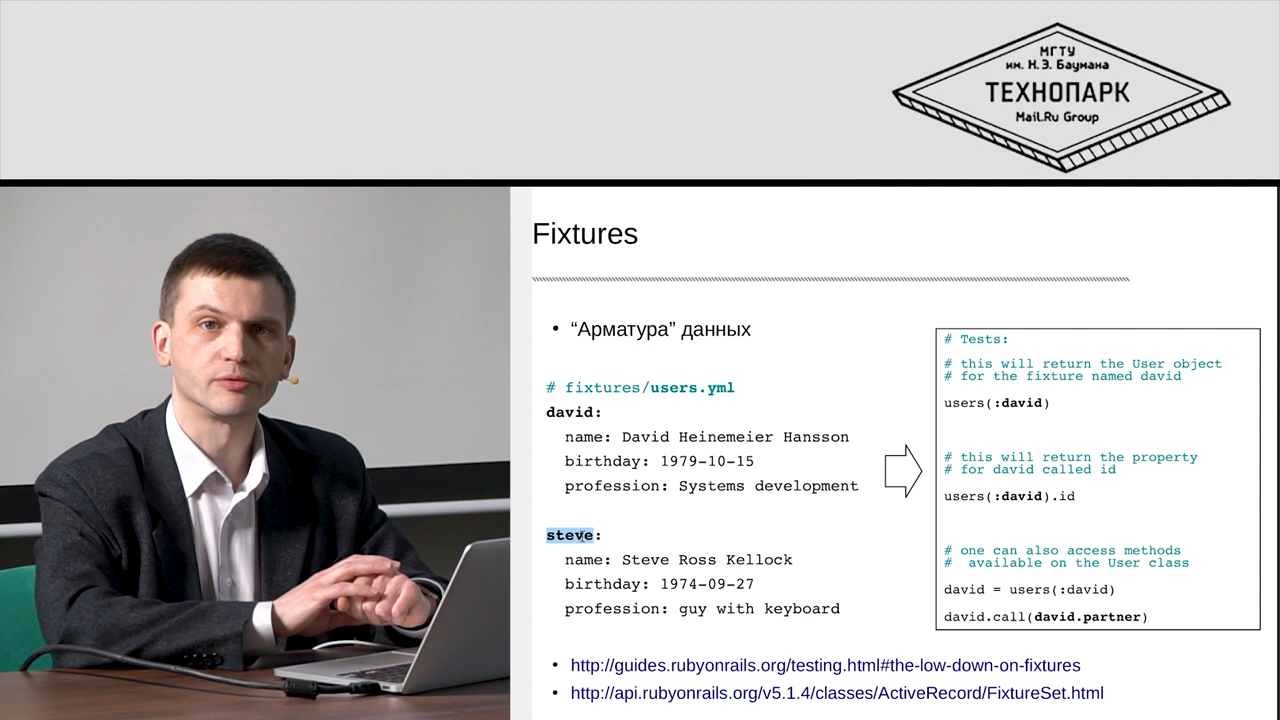 МГТУ
им. Н.Э. Баумана
ТЕХНОПАРК
Mail.Ru Group
Fixtures
• “Арматура” данных
# fixtures/users.yml
david:
name: David Heinemeier Hansson
birthday: 1979-10-15
profession: Systems development
steve:
name: Steve Ross Kellock
birthday: 1974-09-27
profession: guy with keyboard
# Tests:
# this will return the User object
# for the fixture named david
users(:david)
# this will return the property
# for david called id
users(:david).id
# one can also access methods
# available on the User class
david = users(:david)
david.call(david.partner)
• http://guides.rubyonrails.org/testing.html#the-low-down-on-fixtures
• http://api.rubyonrails.org/v5.1.4/classes/ActiveRecord/FixtureSet.html